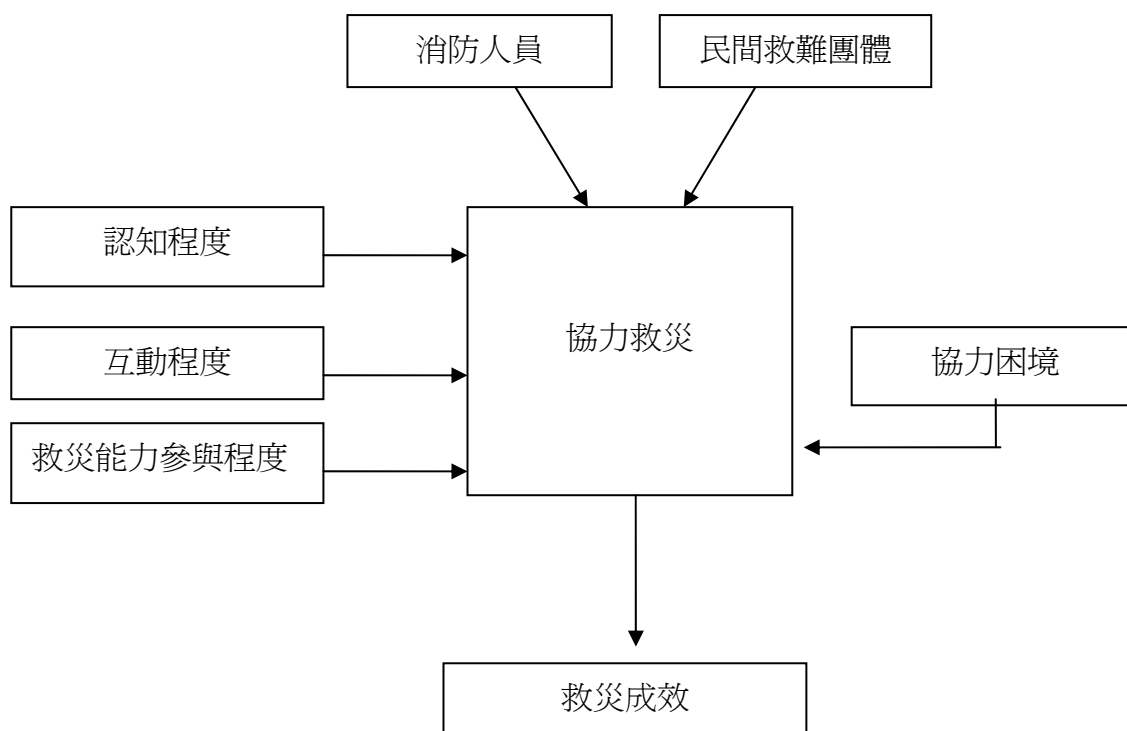 消防人員
民間救難團體
認知程度
協力救災
互動程度
協力困境
救災能力參與程度
救災成效